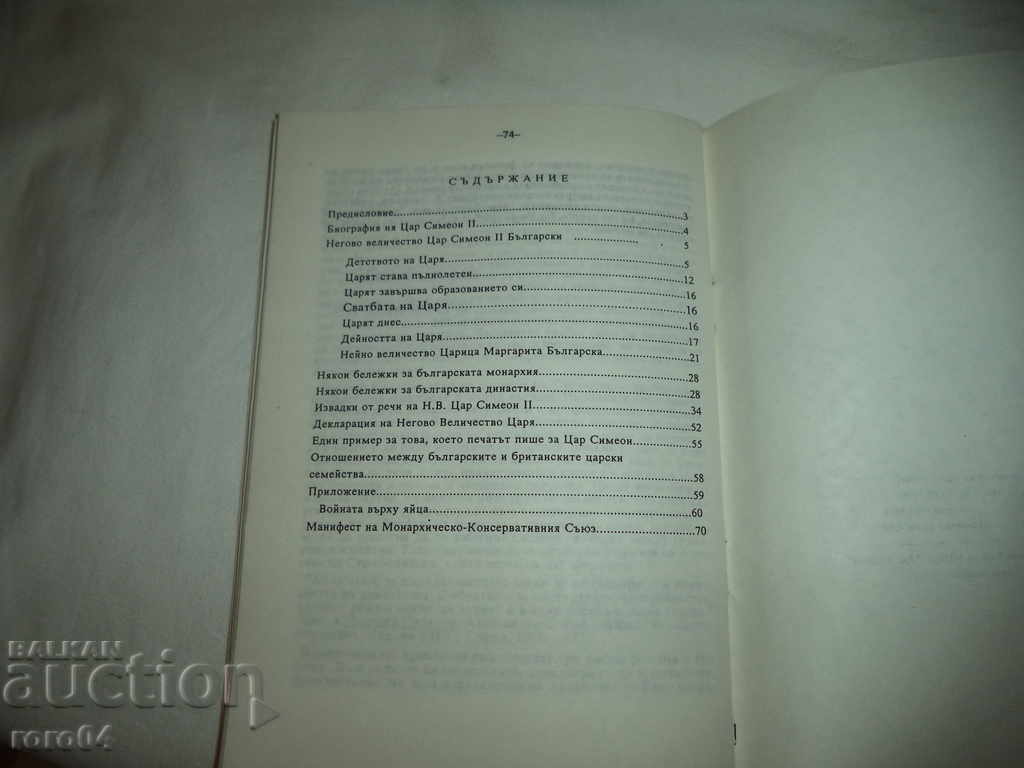 –74–
СЪДЪРЖАНИЕ
Предисловие..........3
Биография ня Цар Симеон II..........4
Негово величество Цар Симеон II Български .......... 5
Детството на Царя..........5
Царят става пълнолетен..........12
Царят завършва образованието си..........16
Сватбата на Царя..........16
Царят днес..........16
Дейността на Царя..........17
Нейно величество Царица Маргарита Българска..........21
Някои бележки за българската монархия..........28
Някои бележки за българската династия..........28
Извадки от речи на Н.В. Цар Симеон II..........34
Декларация на Негово Величество Царя..........52
Един пример за това, което печатът пише за Цар Симеон..........55
Отношението между българските и британските царски
семейства..........58
Приложение..........59
Войната върху яйца..........60
Манифест на Монархическо-Консервативния Съюз..........70
BALKAN
auction
roro04